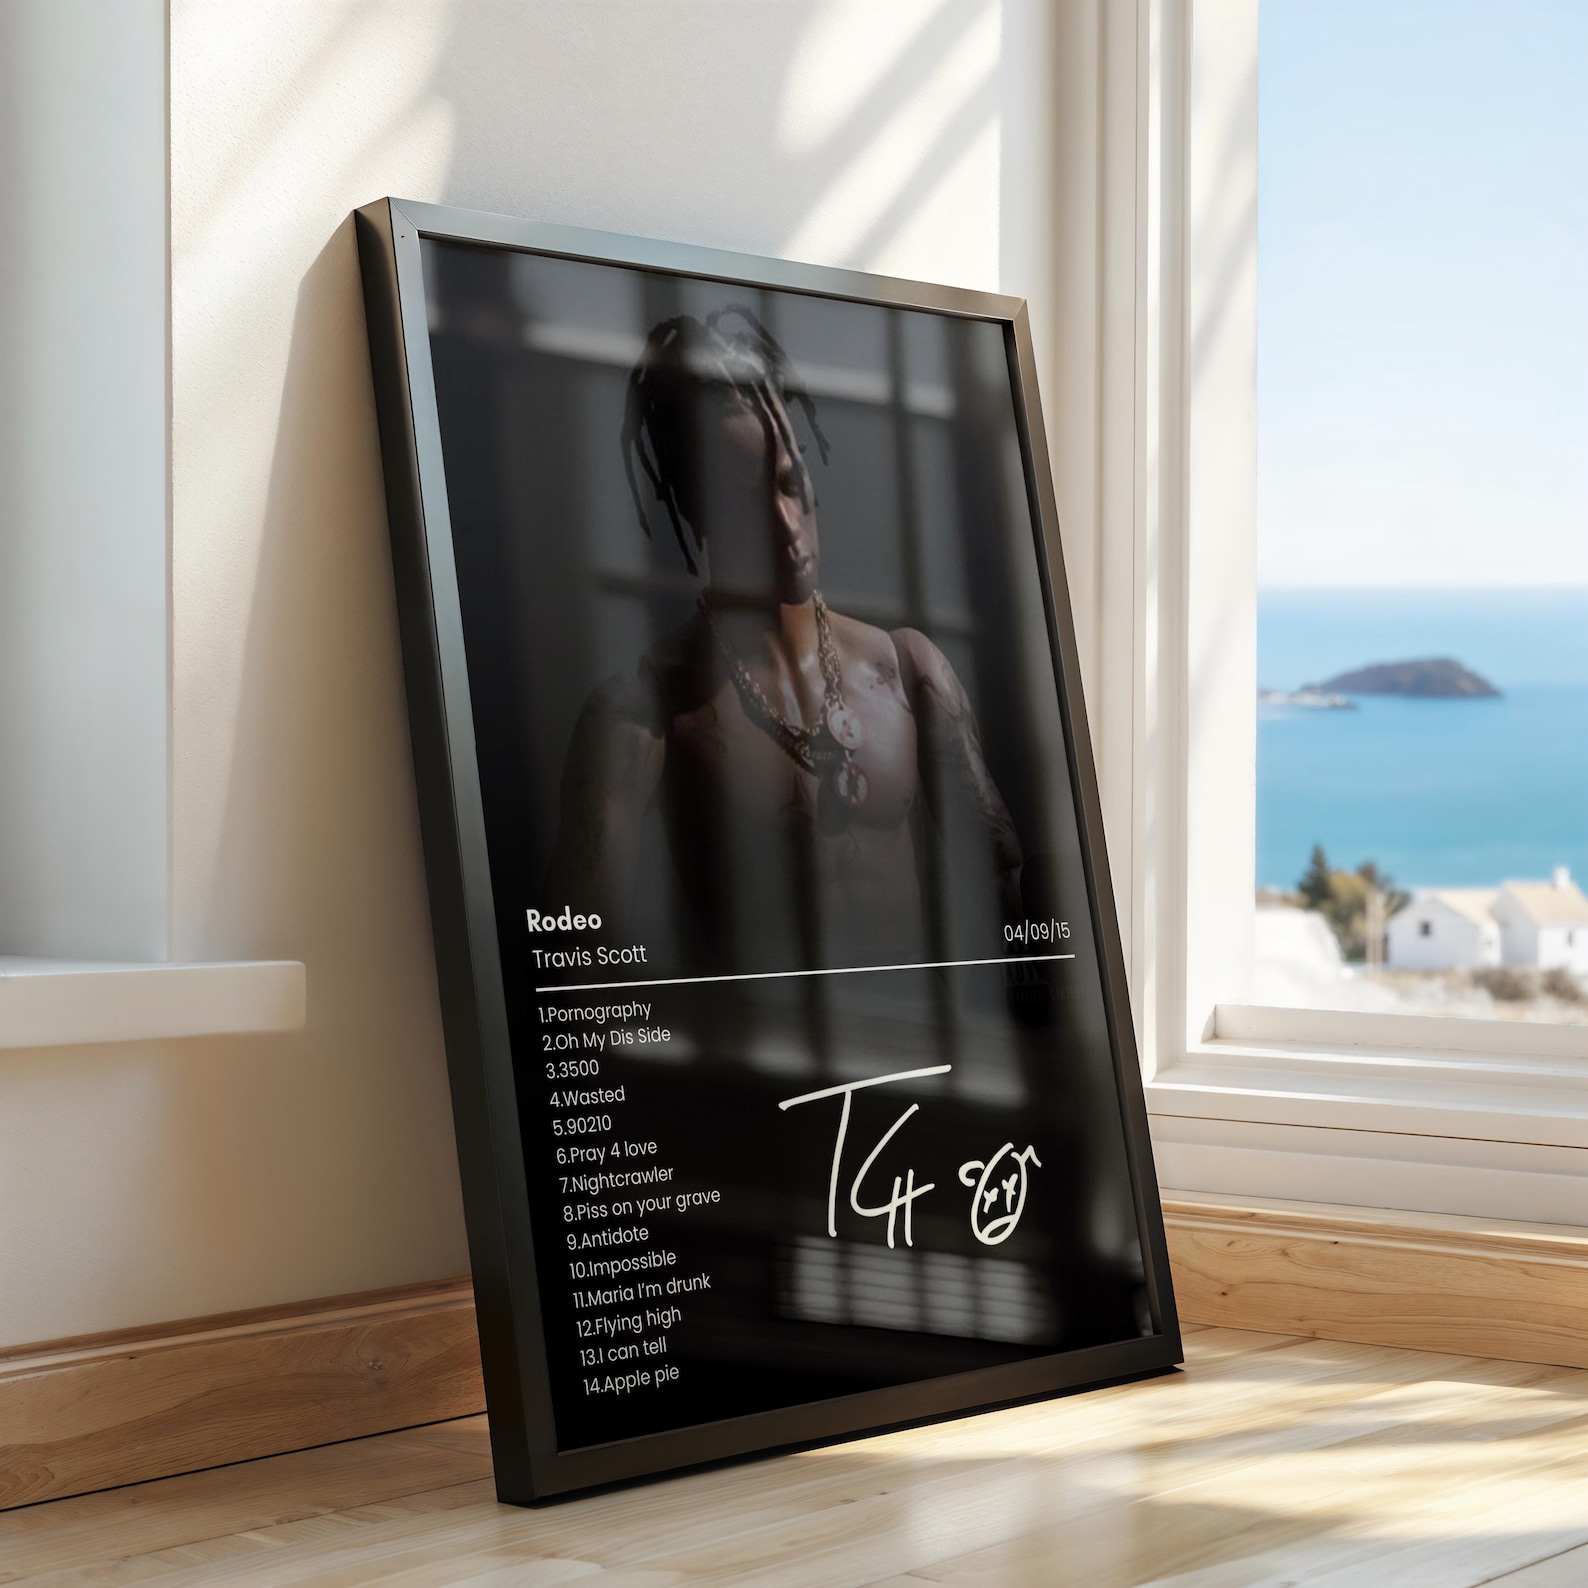 Rodeo
Travis Scott
04/09/15
1.Pornography
2.Oh My Dis Side
3.3500
4.Wasted
5.90210
6.Pray 4 love
7.Nightcrawler
8.Piss on your grave
9.Antidote
10.Impossible
11.Maria I'm drunk
12.Flying high
13.I can tell
14.Apple pie